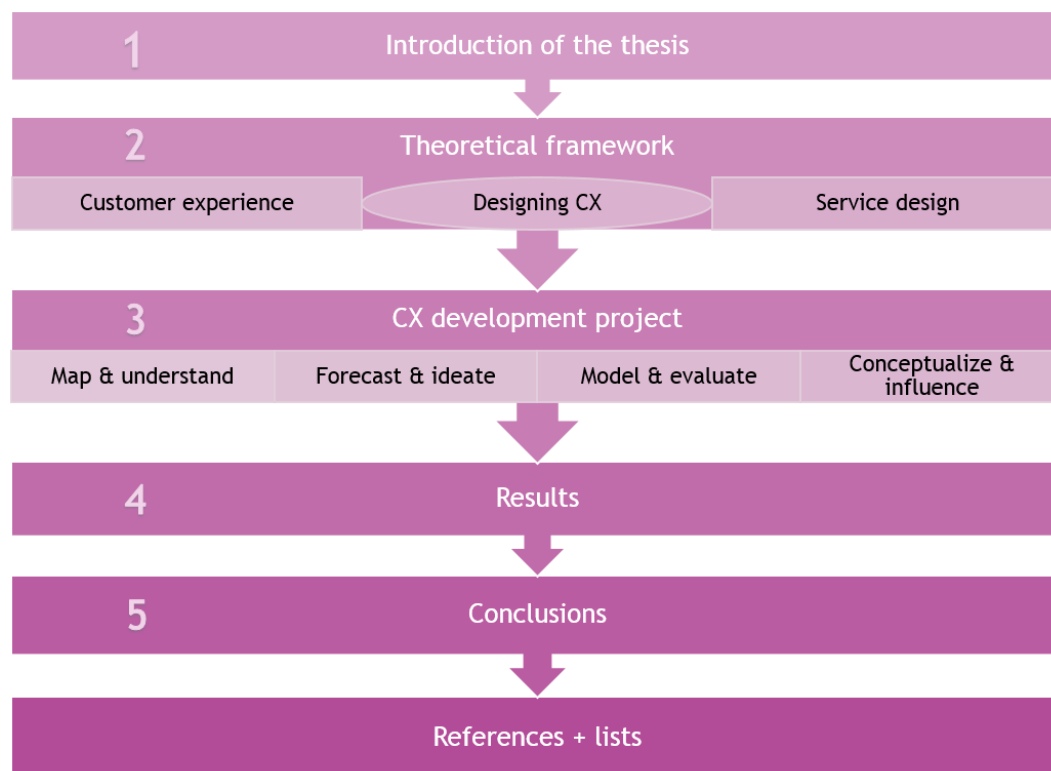 1 Introduction of the thesis
2 Theoretical framework
Customer experience Designing CX Service design
3 CX development project
Map & understand Forecast & ideate Model & evaluate Conceptualize &
influence
4 Results
5 Conclusions
References + lists